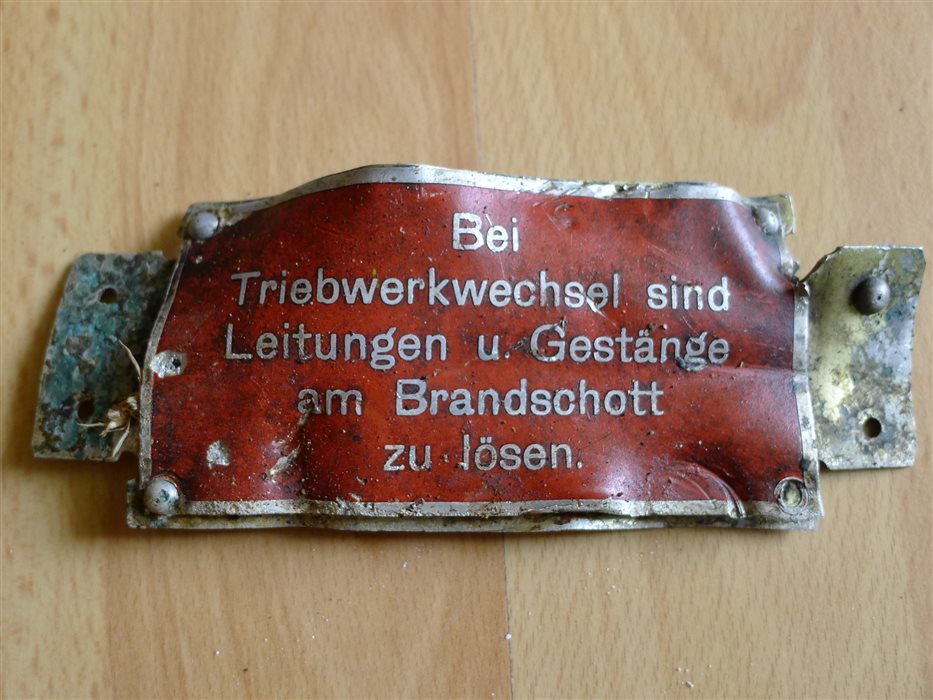 Bei
Triebwerkwechsel sind
Leitungen u. Gestänge
am Brandschott
zu lösen.